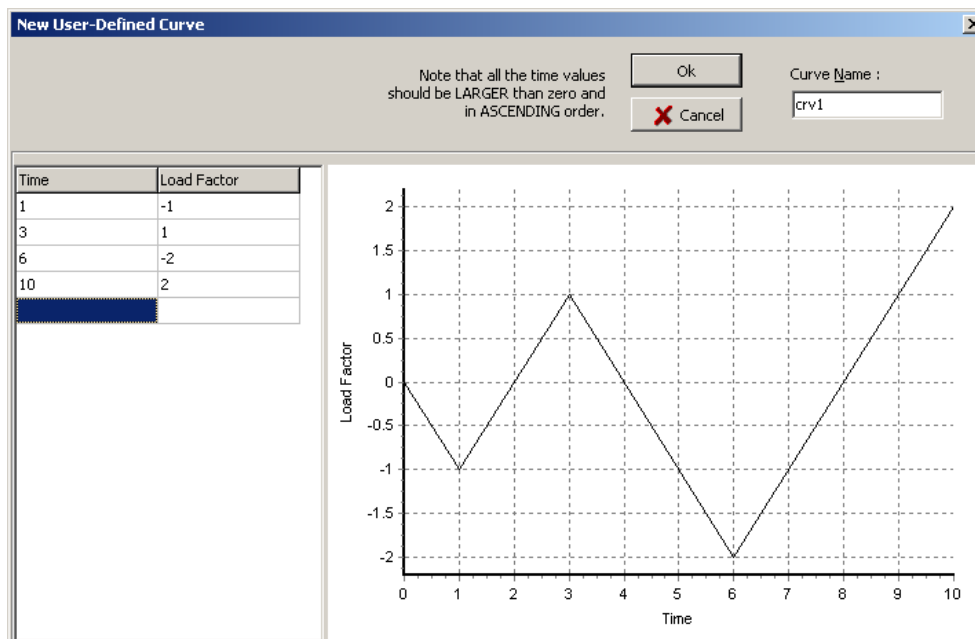 New User-Defined Curve
Note that all the time values
should be LARGER than zero and
in ASCENDING order.
Ok
Cancel
Curve Name :
crv1
Time Load Factor
1 -1
3 1
6 -2
10 2
Load Factor
2
1.5
1
0.5
0
-0.5
-1
-1.5
-2
0 1 2 3 4 5 6 7 8 9 10
Time